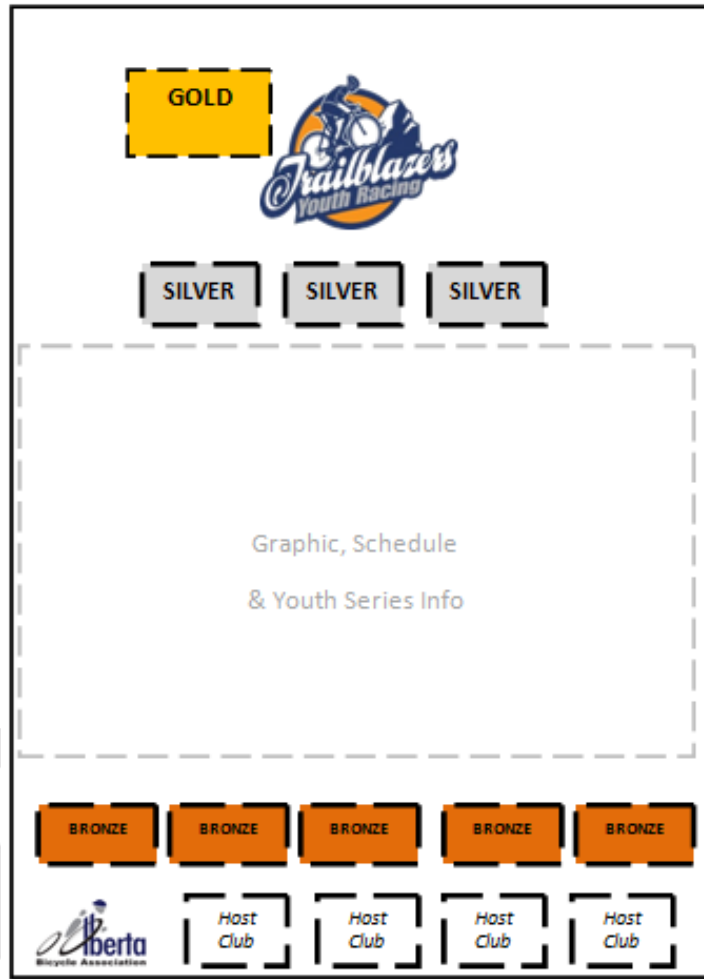 GOLD
Trailblazers
Youth Racing
SILVER SILVER SILVER
Graphic, Schedule
& Youth Series Info
BRONZE BRONZE BRONZE BRONZE BRONZE
Alberta
Bicycle Association
Host Club
Host Club
Host Club
Host Club